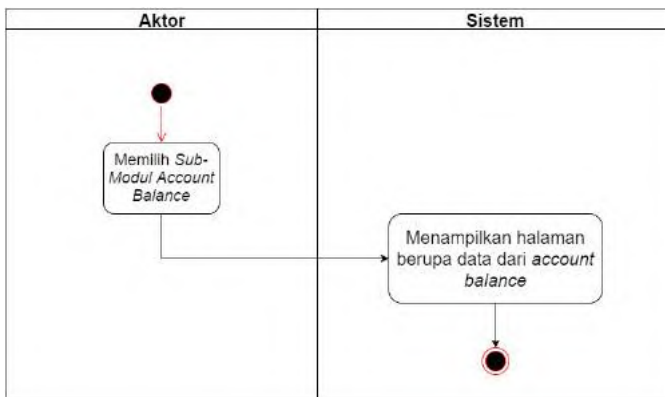 Aktor
Sistem
Memilih Sub-
Modul Account
Balance
Menampilkan halaman
berupa data dari account
balance